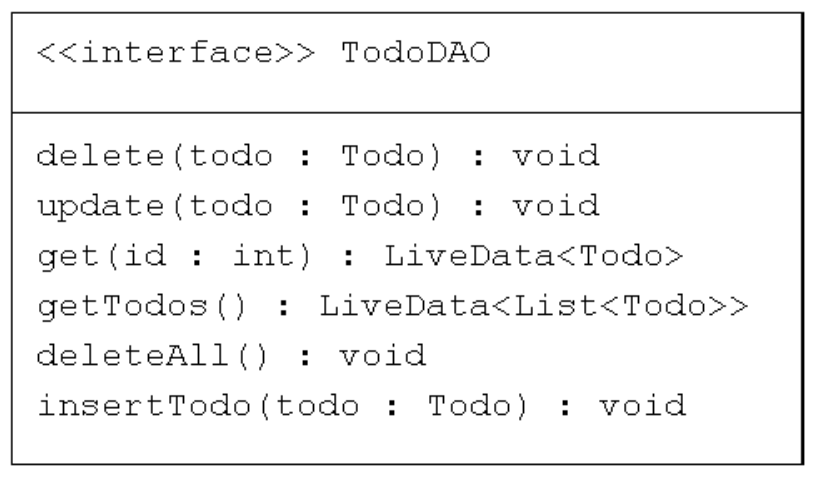 <<interface>> TodoDAO
delete(todo : Todo) : void
update(todo : Todo) : void
get(id : int) : LiveData<Todo>
getTodos() : LiveData<List<Todo>>
deleteAll() : void
insertTodo(todo : Todo) : void